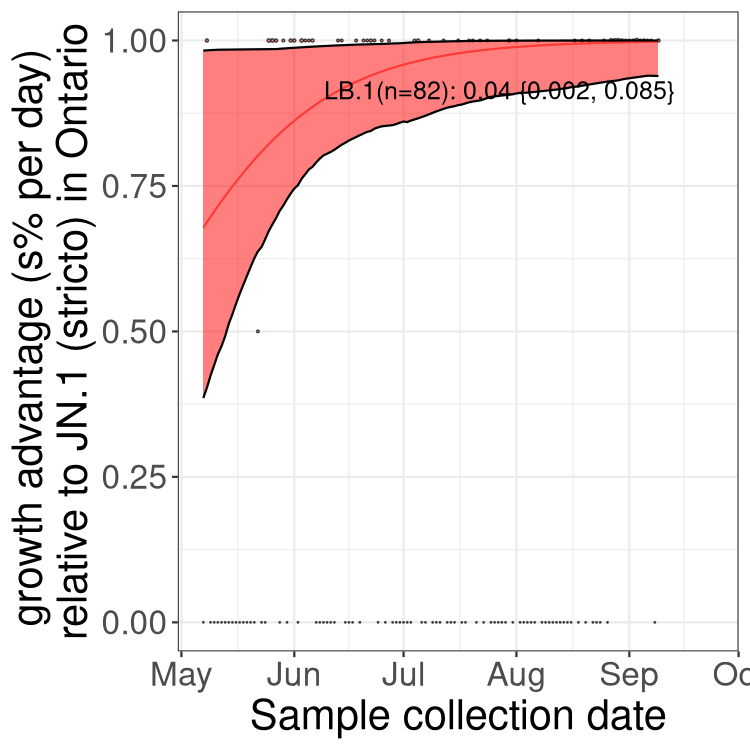 growth advantage (s% per day)
relative to JN.1 (stricto) in Ontario
1.00
0.75
0.50
0.25
0.00
LB.1(n=82): 0.04 {0.002, 0.085}
May Jun Jul Aug Sep Oc
Sample collection date